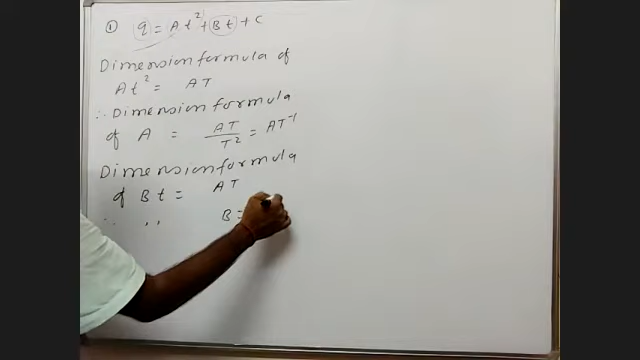 ① q = At² + Bt + C
Dimension formula of
At² = AT
∴ Dimension formula
of A = AT/T² = AT⁻¹
Dimension formula
of Bt = AT
∴ ,, B =